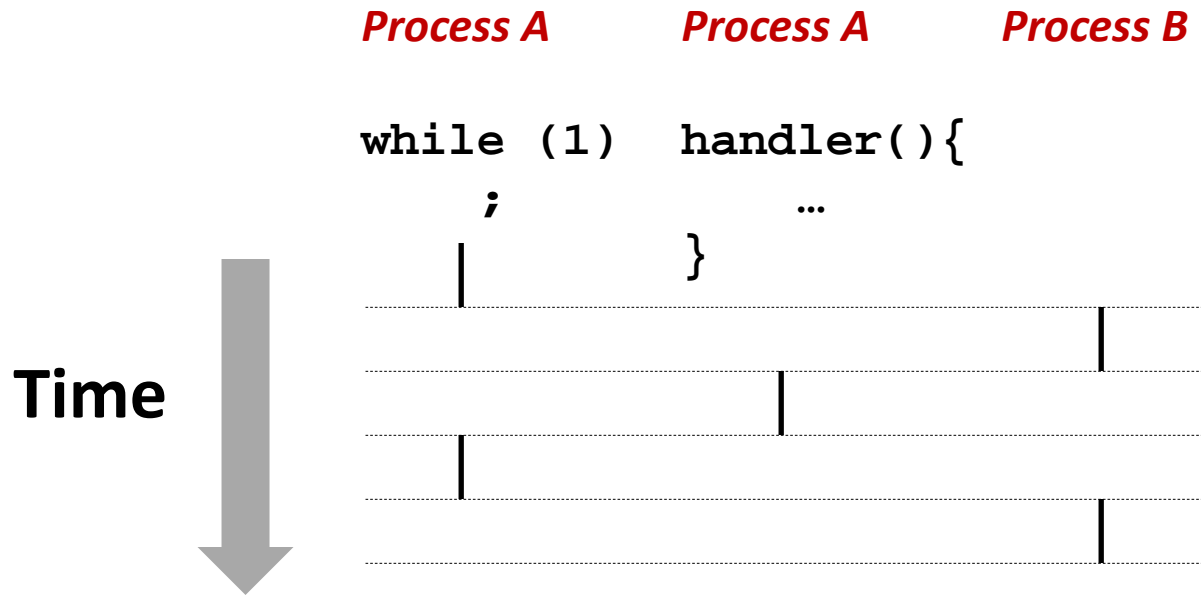 Process A Process A Process B
while (1) handler(){
; …
}
Time